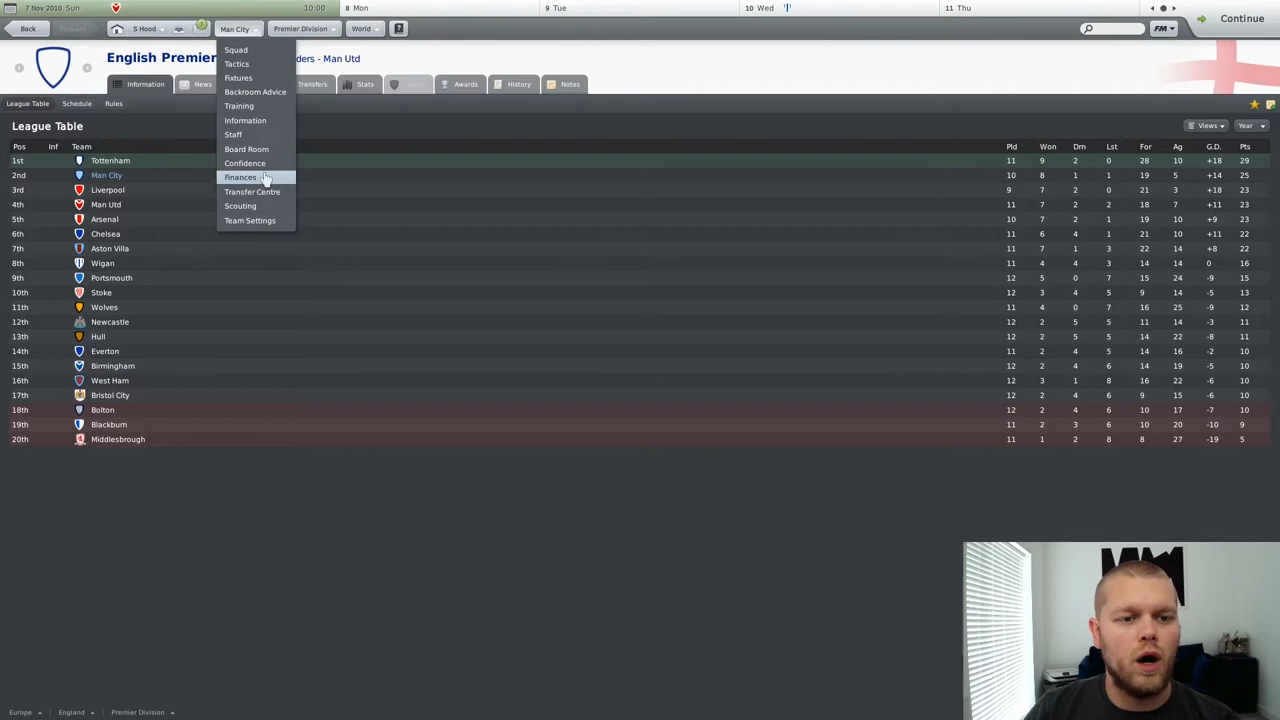 7 Nov 2010 Sun 10:00 8 Mon 9 Tue 10 Wed 11 Thu
Back Forward S Hood Man City Premier Division World ? FM Continue
English Premier ders - Man Utd
Information News Transfers Stats Awards History Notes
League Table Schedule Rules
League Table Views Year
Pos Inf Team Pld Won Drn Lst For Ag G.D. Pts
1st Tottenham 11 9 2 0 28 10 +18 29
2nd Man City 10 8 1 1 19 5 +14 25
3rd Liverpool 9 7 2 0 21 3 +18 23
4th Man Utd 11 7 2 2 18 7 +11 23
5th Arsenal 10 7 2 1 19 10 +9 23
6th Chelsea 11 6 4 1 21 10 +11 22
7th Aston Villa 11 7 1 3 22 14 +8 22
8th Wigan 11 4 4 3 14 14 0 16
9th Portsmouth 12 5 0 7 15 24 -9 15
10th Stoke 12 3 4 5 9 14 -5 13
11th Wolves 11 4 0 7 16 25 -9 12
12th Newcastle 12 2 5 5 11 14 -3 11
13th Hull 12 2 5 5 14 22 -8 11
14th Everton 11 2 4 5 14 16 -2 10
15th Birmingham 12 2 4 6 14 19 -5 10
16th West Ham 12 3 1 8 16 22 -6 10
17th Bristol City 12 2 4 6 9 15 -6 10
18th Bolton 12 2 4 6 10 17 -7 10
19th Blackburn 11 2 3 6 10 20 -10 9
20th Middlesbrough 11 1 2 8 8 27 -19 5
Squad
Tactics
Fixtures
Backroom Advice
Training
Information
Staff
Board Room
Confidence
Finances
Transfer Centre
Scouting
Team Settings
Europe England Premier Division